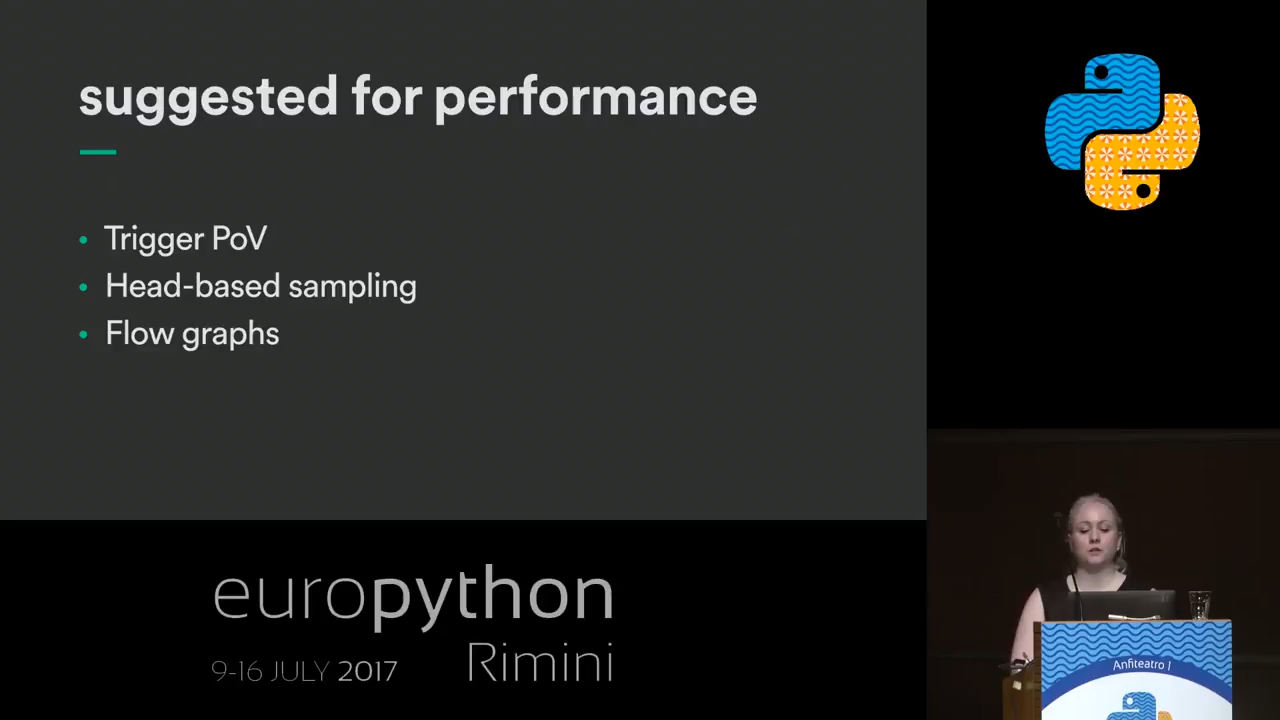 suggested for performance
• Trigger PoV
• Head-based sampling
• Flow graphs
europython
9-16 JULY 2017 Rimini
Anfiteatro 1